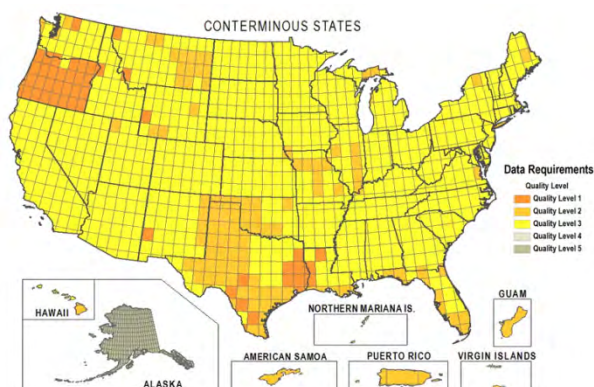 CONTERMINOUS STATES
Data Requirements
Quality Level
Quality Level 1
Quality Level 2
Quality Level 3
Quality Level 4
Quality Level 5
HAWAII
ALASKA
NORTHERN MARIANA IS.
GUAM
AMERICAN SAMOA
PUERTO RICO
VIRGIN ISLANDS